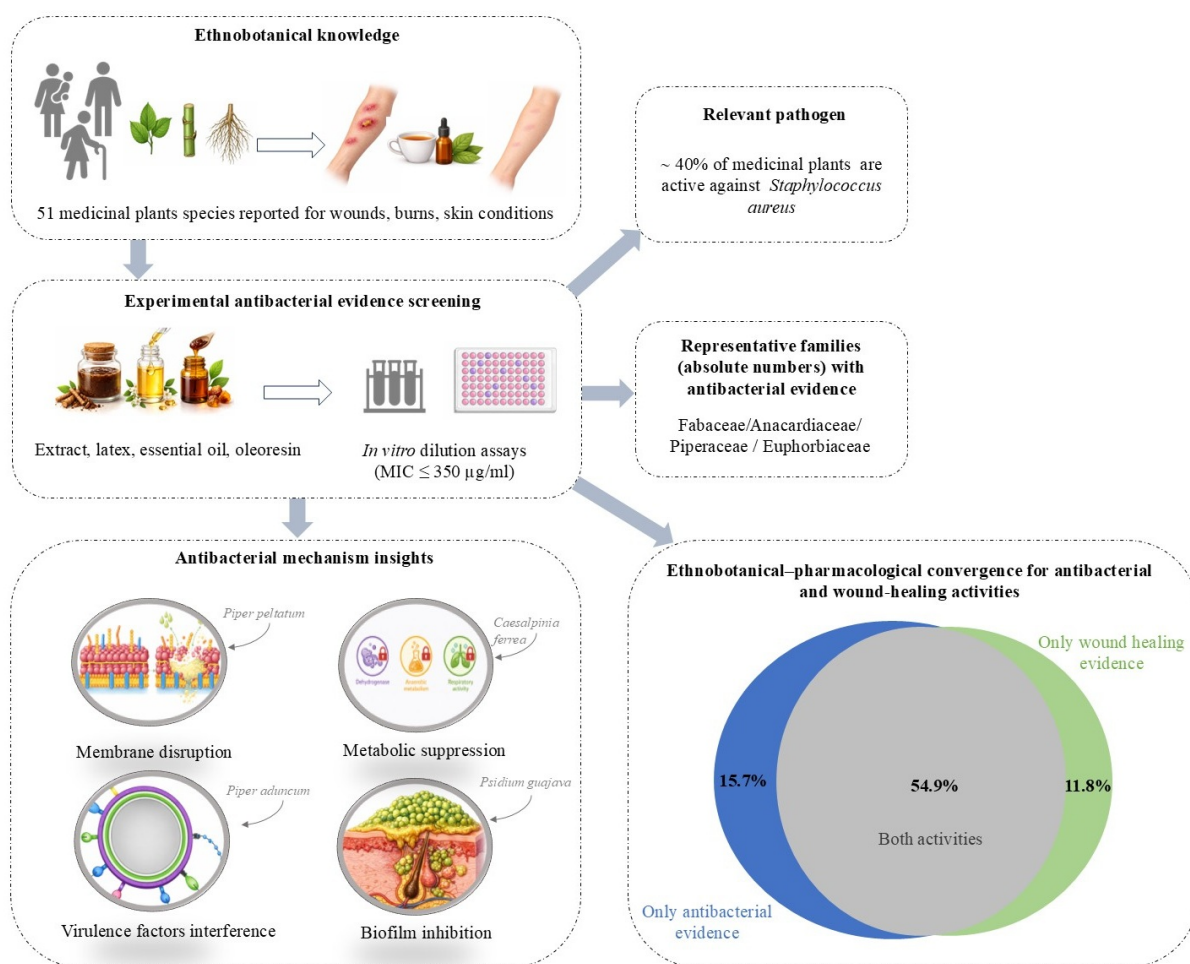 Ethnobotanical knowledge
51 medicinal plants species reported for wounds, burns, skin conditions
Relevant pathogen
~ 40% of medicinal plants are
active against Staphylococcus
aureus
Experimental antibacterial evidence screening
Extract, latex, essential oil, oleoresin
In vitro dilution assays
(MIC ≤ 350 µg/ml)
Representative families
(absolute numbers) with
antibacterial evidence
Fabaceae/Anacardiaceae/
Piperaceae / Euphorbiaceae
Antibacterial mechanism insights
Piper peltatum
Membrane disruption
Caesalpinia
ferrea
Dehydrogenase
metabolism
Respiratory
activity
Metabolic suppression
Piper aduncum
Virulence factors interference
Psidium guajava
Biofilm inhibition
Ethnobotanical–pharmacological convergence for antibacterial
and wound-healing activities
Only wound healing
evidence
15.7%
54.9%
11.8%
Both activities
Only antibacterial
evidence